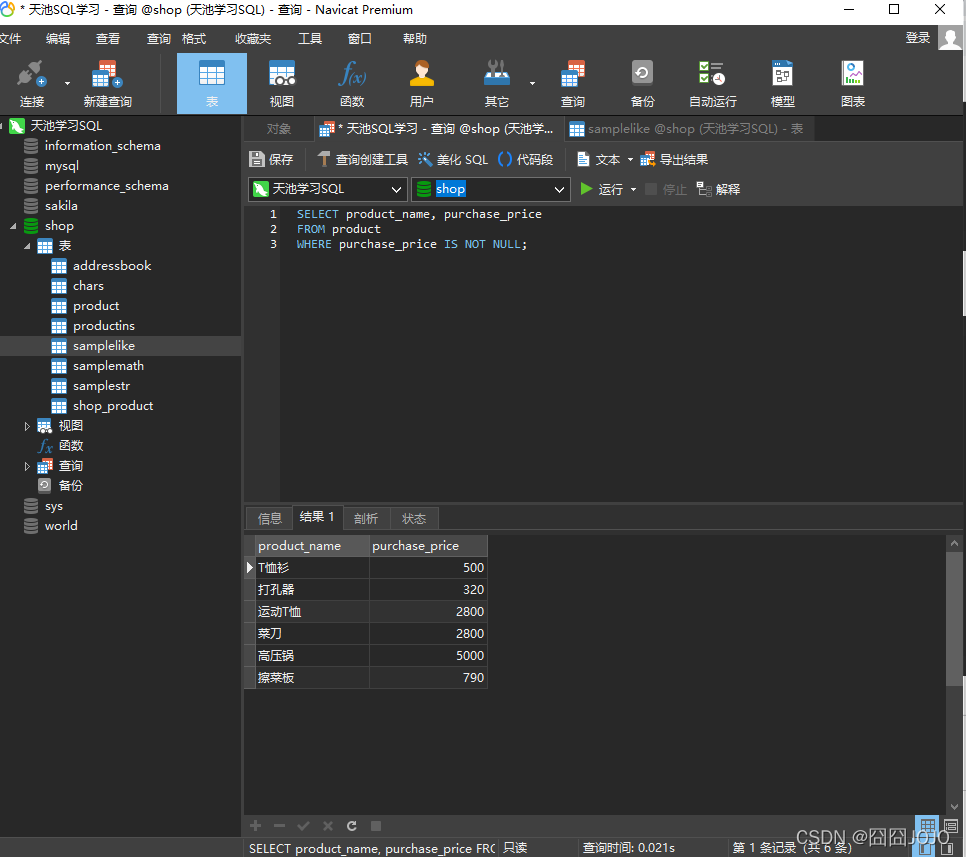 * 天池SQL学习 - 查询 @shop (天池SQL学习) - 查询 - Navicat Premium
文件 编辑 查看 查询 格式 收藏夹 工具 窗口 帮助 登录
连接 新建查询 表 视图 函数 用户 其它 查询 备份 自动运行 模型 图表
天池学习SQL
information_schema
mysql
performance_schema
sakila
shop
表
addressbook
chars
product
productins
samplelike
samplemath
samplestr
shop_product
视图
函数
查询
备份
sys
world
对象 * 天池SQL学习 - 查询 @shop (天池学... samplelike @shop (天池学习SQL) - 表
保存 查询创建工具 美化 SQL 代码段 文本 导出结果
天池学习SQL shop 运行 停止 解释
1 SELECT product_name, purchase_price
2 FROM product
3 WHERE purchase_price IS NOT NULL;
信息 结果 1 剖析 状态
product_name purchase_price
T恤衫 500
打孔器 320
运动T恤 2800
菜刀 2800
高压锅 5000
擦菜板 790
SELECT product_name, purchase_price FRC 只读 查询时间: 0.021s 第 1 条记录 (共 6 条)
CSDN @囧囧JOJO